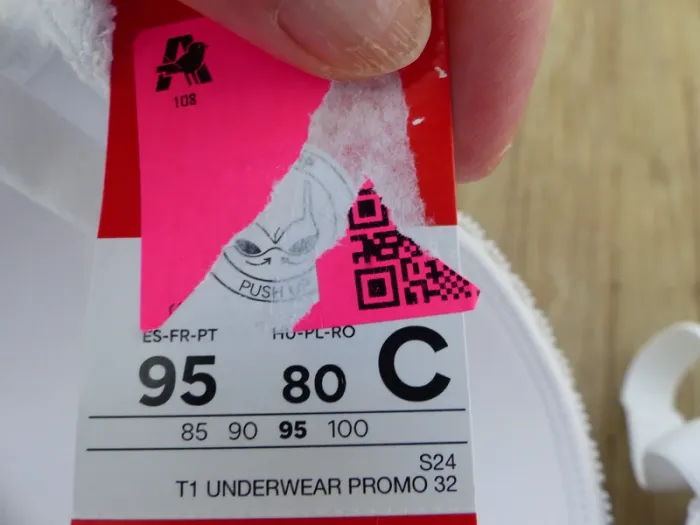 108
PUSH UP
ES-FR-PT
HU-PL-RO
95
80
C
85 90 95 100
S24
T1 UNDERWEAR PROMO 32